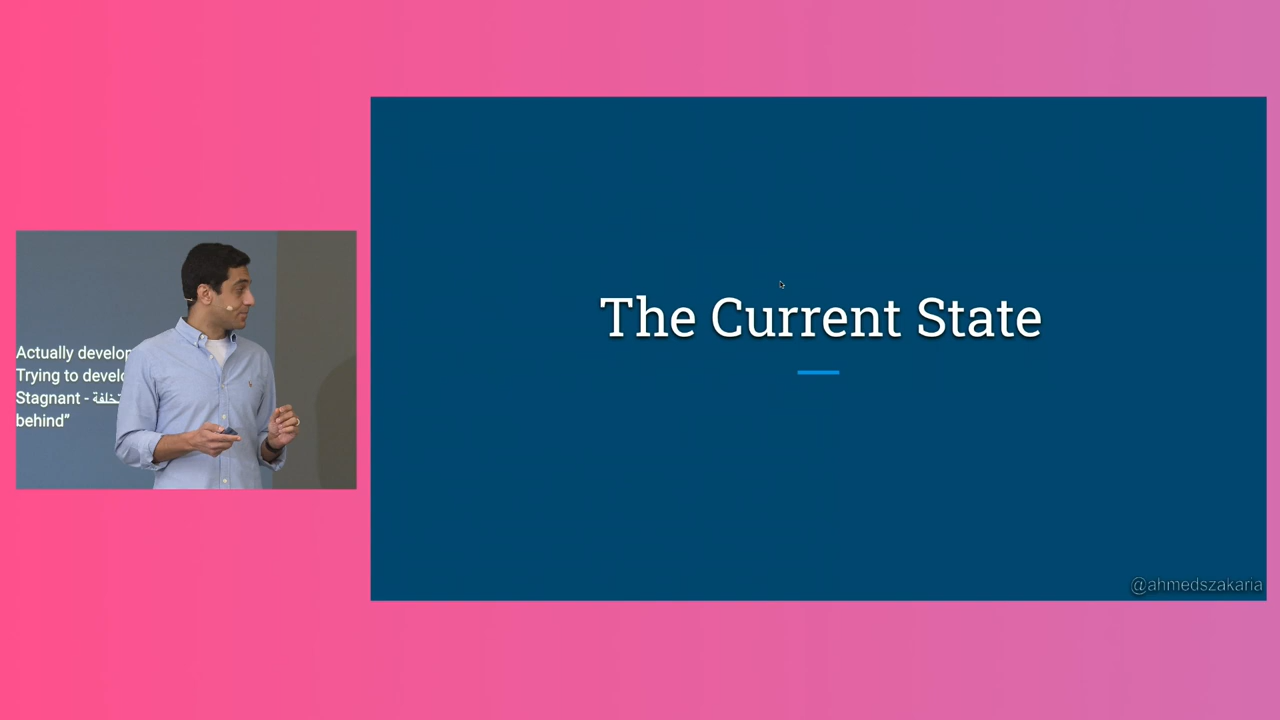 Actually develop
Trying to develo
Stagnant -
behind”
The Current State
@ahmedszakaria